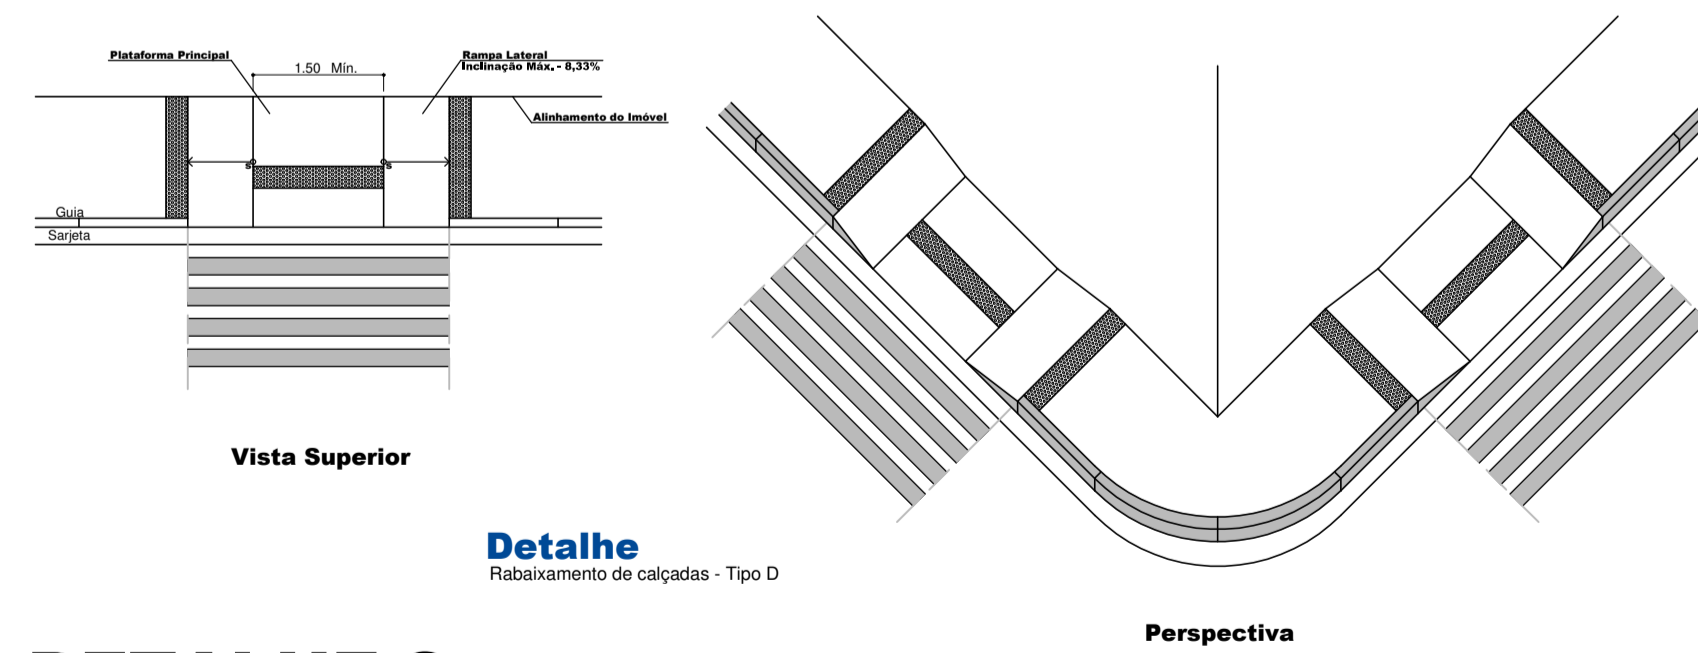 Plataforma Principal
1.50 Mín.
Rampa Lateral
Inclinação Máx. - 8,33%
Alinhamento do Imóvel
s
s
Guia
Sarjeta
Vista Superior
Detalhe
Rabaixamento de calçadas - Tipo D
Perspectiva